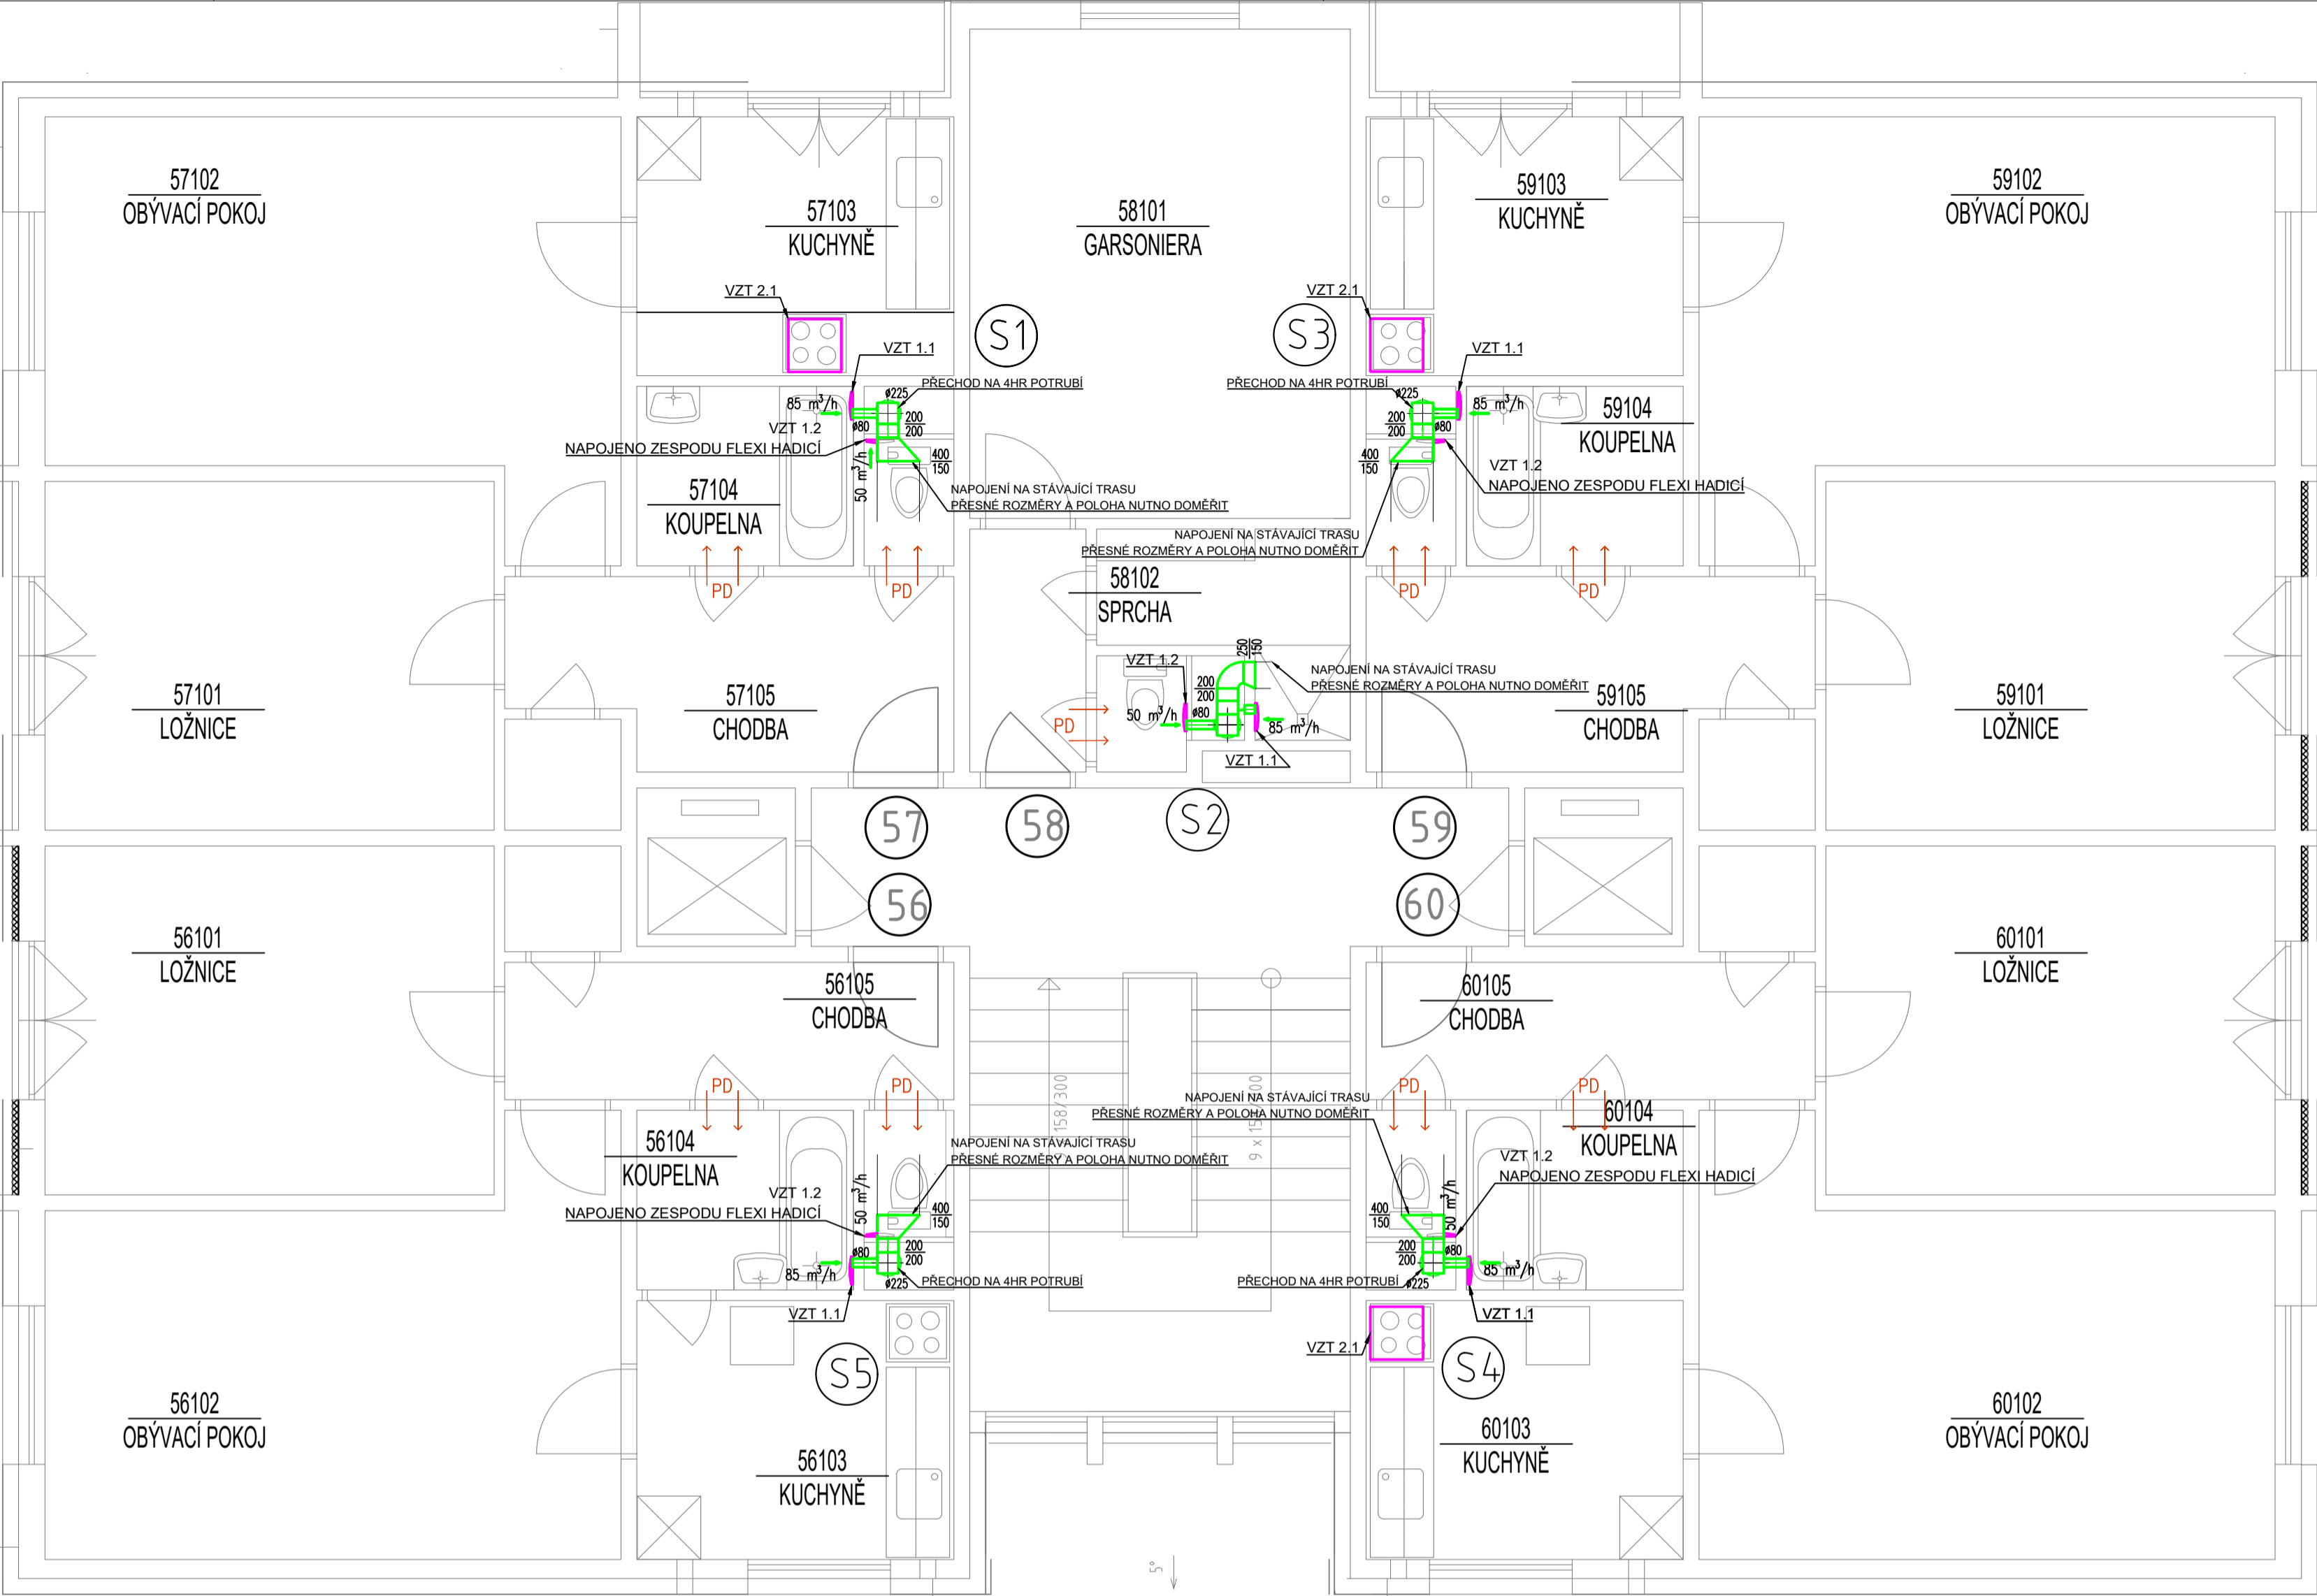 57102
OBÝVACÍ POKOJ
57103
KUCHYNĚ
58101
GARSONIERA
59103
KUCHYNĚ
59102
OBÝVACÍ POKOJ
VZT 2.1
S1
S3
VZT 2.1
VZT 1.1
VZT 1.1
PŘECHOD NA 4HR POTRUBÍ
PŘECHOD NA 4HR POTRUBÍ
85 m³/h
ø225
200
200
ø80
VZT 1.2
NAPOJENO ZESPODU FLEXI HADICÍ
50 m³/h
400
150
57104
KOUPELNA
NAPOJENÍ NA STÁVAJÍCÍ TRASU
PŘESNÉ ROZMĚRY A POLOHA NUTNO DOMĚŘIT
ø225
200
200
ø80
85 m³/h
59104
KOUPELNA
400
150
VZT 1.2
NAPOJENO ZESPODU FLEXI HADICÍ
NAPOJENÍ NA STÁVAJÍCÍ TRASU
PŘESNÉ ROZMĚRY A POLOHA NUTNO DOMĚŘIT
PD
PD
58102
SPRCHA
PD
PD
57101
LOŽNICE
57105
CHODBA
PD
VZT 1.2
50 m³/h
ø80
200
200
250
150
85 m³/h
VZT 1.1
NAPOJENÍ NA STÁVAJÍCÍ TRASU
PŘESNÉ ROZMĚRY A POLOHA NUTNO DOMĚŘIT
59105
CHODBA
59101
LOŽNICE
57
58
S2
59
56
60
56101
LOŽNICE
56105
CHODBA
60105
CHODBA
60101
LOŽNICE
9 x 158/300
PD
PD
PD
PD
NAPOJENÍ NA STÁVAJÍCÍ TRASU
PŘESNÉ ROZMĚRY A POLOHA NUTNO DOMĚŘIT
56104
KOUPELNA
NAPOJENÍ NA STÁVAJÍCÍ TRASU
PŘESNÉ ROZMĚRY A POLOHA NUTNO DOMĚŘIT
60104
KOUPELNA
VZT 1.2
NAPOJENO ZESPODU FLEXI HADICÍ
50 m³/h
400
150
200
200
ø80
85 m³/h
ø225
PŘECHOD NA 4HR POTRUBÍ
VZT 1.1
VZT 1.2
NAPOJENO ZESPODU FLEXI HADICÍ
50 m³/h
400
150
200
200
ø80
85 m³/h
PŘECHOD NA 4HR POTRUBÍ
ø225
VZT 1.1
VZT 2.1
S5
S4
56102
OBÝVACÍ POKOJ
56103
KUCHYNĚ
60103
KUCHYNĚ
60102
OBÝVACÍ POKOJ
5°